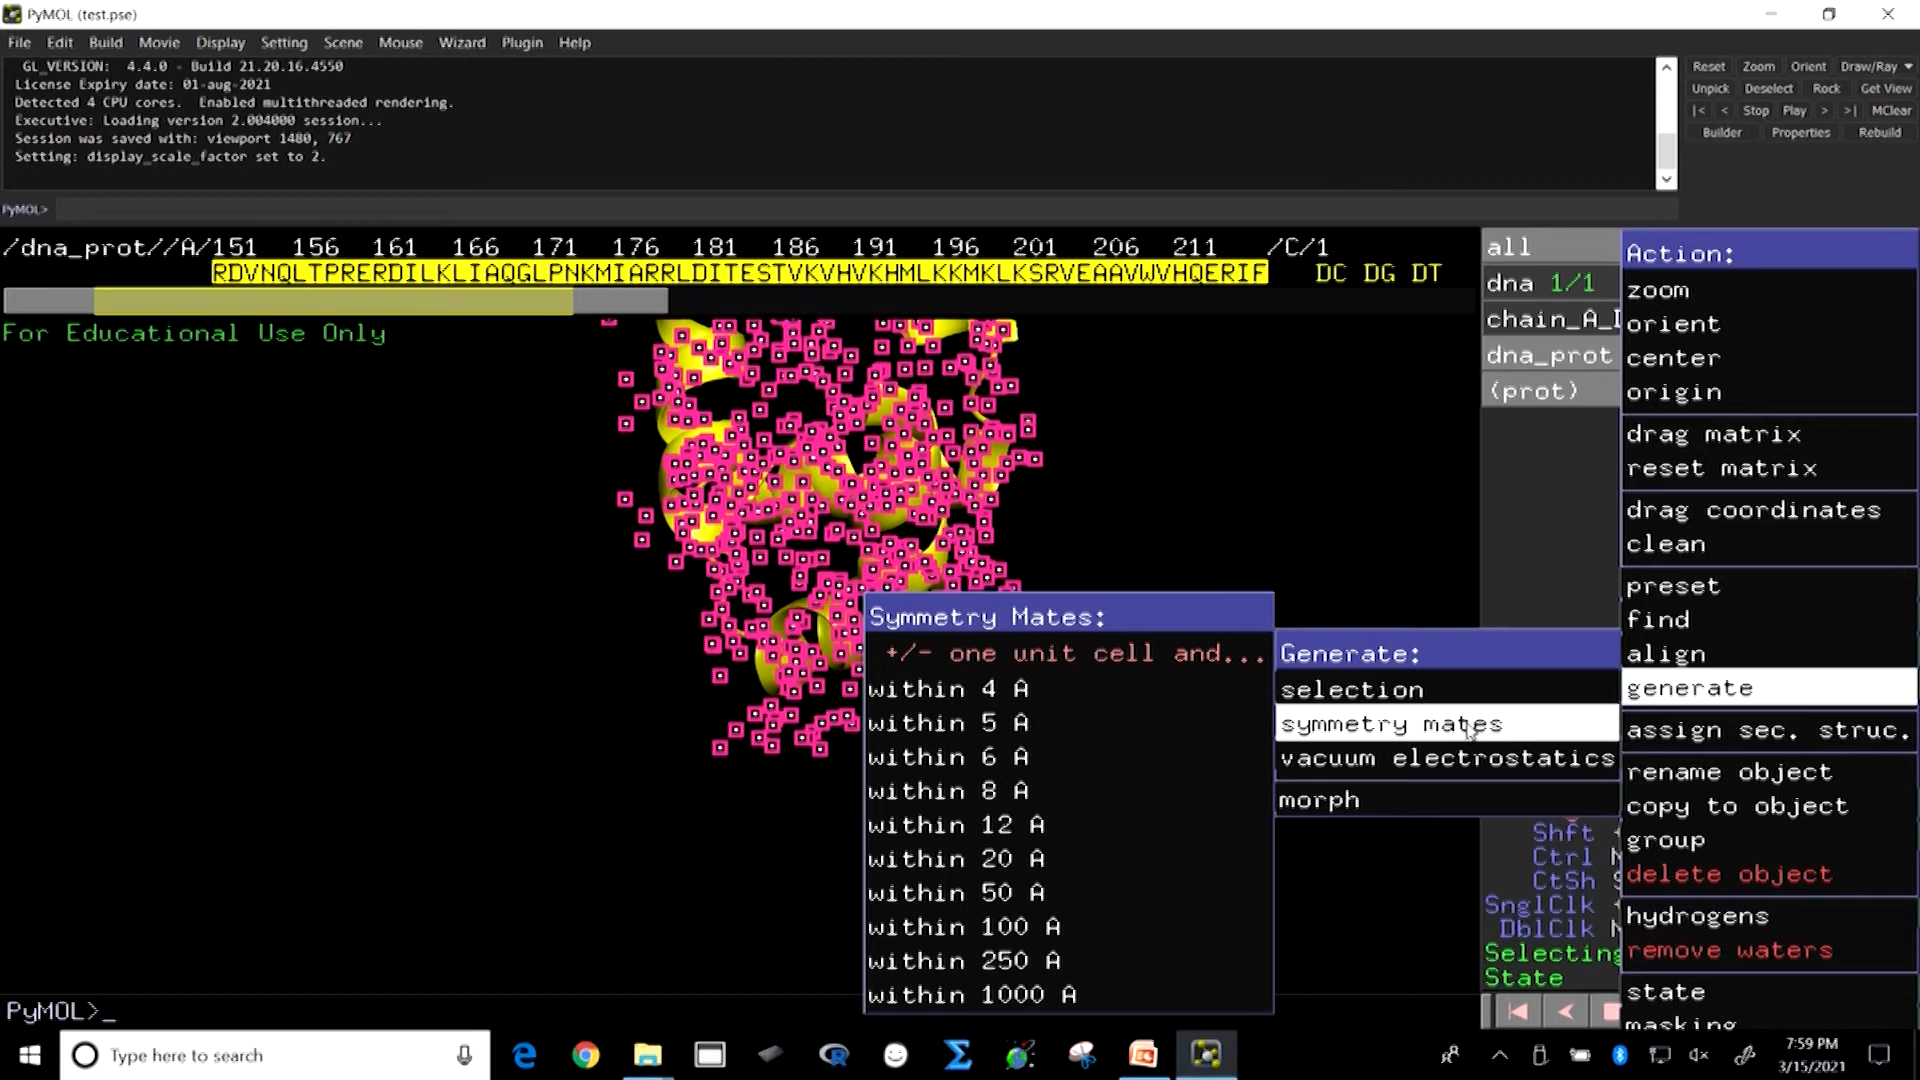 PyMOL (test.pse)
File Edit Build Movie Display Setting Scene Mouse Wizard Plugin Help
GL_VERSION: 4.4.0 - Build 21.20.16.4550
License Expiry date: 01-aug-2021
Detected 4 CPU cores. Enabled multithreaded rendering.
Executive: Loading version 2.004000 session...
Session was saved with: viewport 1480, 767
Setting: display_scale_factor set to 2.
PyMOL>
Reset Zoom Orient Draw/Ray
Unpick Deselect Rock Get View
|< < Stop Play > >| MClear
Builder Properties Rebuild
/dna_prot//A/151 156 161 166 171 176 181 186 191 196 201 206 211 /C/1
RDVNQLTPRERDILKLIAQGLPNKMIARRLDITESTVKVHVKHMLKKMKLKSRVEAAVWVHQERIF DC DG DT
For Educational Use Only
all
dna 1/1
chain_A_
dna_prot
(prot)
Action:
zoom
orient
center
origin
drag matrix
reset matrix
drag coordinates
clean
preset
find
align
generate
assign sec. struc.
rename object
copy to object
group
delete object
hydrogens
remove waters
state
masking
Generate:
selection
symmetry mates
vacuum electrostatics
morph
Symmetry Mates:
+/- one unit cell and...
within 4 A
within 5 A
within 6 A
within 8 A
within 12 A
within 20 A
within 50 A
within 100 A
within 250 A
within 1000 A
Shft
Ctrl
CtSh
SnglClk
DblClk
Selecting
State
PyMOL>_
Type here to search
7:59 PM
3/15/2021